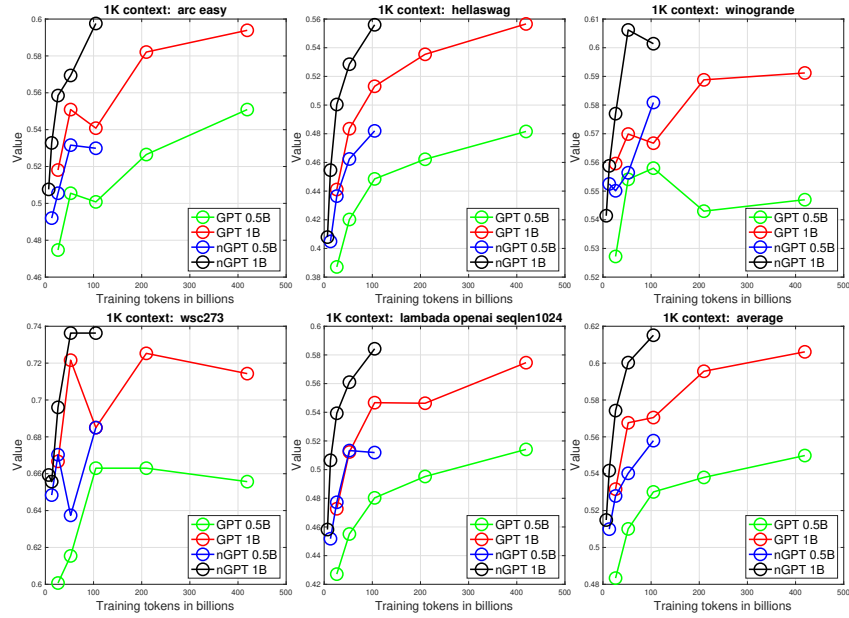 1K context:  arc easy
0.6
0.58
0.56
0.54
0.52
0.5
0.48
0.46
Value
GPT 0.5B
GPT 1B
nGPT 0.5B
nGPT 1B
0 100 200 300 400 500
Training tokens in billions
1K context:  hellaswag
0.56
0.54
0.52
0.5
0.48
0.46
0.44
0.42
0.4
0.38
Value
GPT 0.5B
GPT 1B
nGPT 0.5B
nGPT 1B
0 100 200 300 400 500
Training tokens in billions
1K context:  winogrande
0.61
0.6
0.59
0.58
0.57
0.56
0.55
0.54
0.53
0.52
Value
GPT 0.5B
GPT 1B
nGPT 0.5B
nGPT 1B
0 100 200 300 400 500
Training tokens in billions
1K context:  wsc273
0.74
0.72
0.7
0.68
0.66
0.64
0.62
0.6
Value
GPT 0.5B
GPT 1B
nGPT 0.5B
nGPT 1B
0 100 200 300 400 500
Training tokens in billions
1K context:  lambada openai seqlen1024
0.6
0.58
0.56
0.54
0.52
0.5
0.48
0.46
0.44
0.42
Value
GPT 0.5B
GPT 1B
nGPT 0.5B
nGPT 1B
0 100 200 300 400 500
Training tokens in billions
1K context:  average
0.62
0.6
0.58
0.56
0.54
0.52
0.5
0.48
Value
GPT 0.5B
GPT 1B
nGPT 0.5B
nGPT 1B
0 100 200 300 400 500
Training tokens in billions